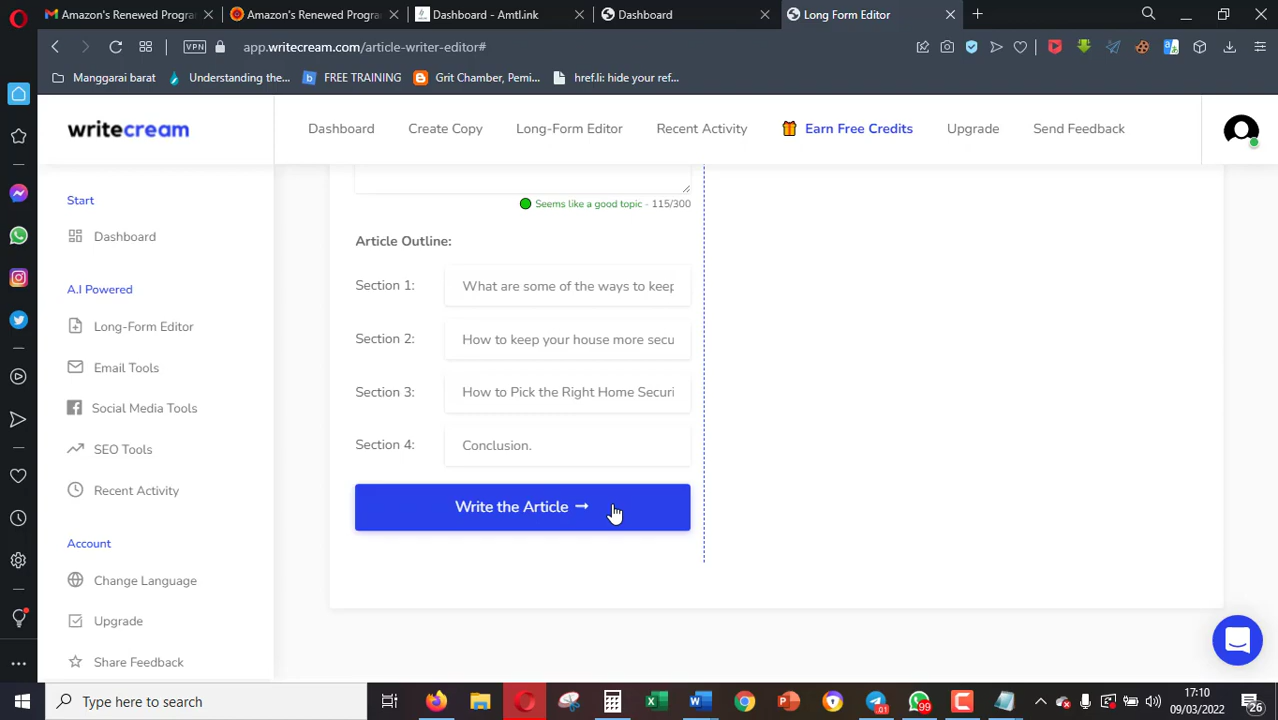 Amazon's Renewed Progra
Amazon's Renewed Progra
Dashboard - Amtl.ink
Dashboard
Long Form Editor
VPN
app.writecream.com/article-writer-editor#
Manggarai barat
Understanding the...
FREE TRAINING
Grit Chamber, Pemi...
href.li: hide your ref...
writecream
Dashboard
Create Copy
Long-Form Editor
Recent Activity
Earn Free Credits
Upgrade
Send Feedback
Start
Dashboard
A.I Powered
Long-Form Editor
Email Tools
Social Media Tools
SEO Tools
Recent Activity
Account
Change Language
Upgrade
Share Feedback
Seems like a good topic - 115/300
Article Outline:
Section 1:
What are some of the ways to keep
Section 2:
How to keep your house more secu
Section 3:
How to Pick the Right Home Securi
Section 4:
Conclusion.
Write the Article →
Type here to search
.01
99
17:10
09/03/2022
26